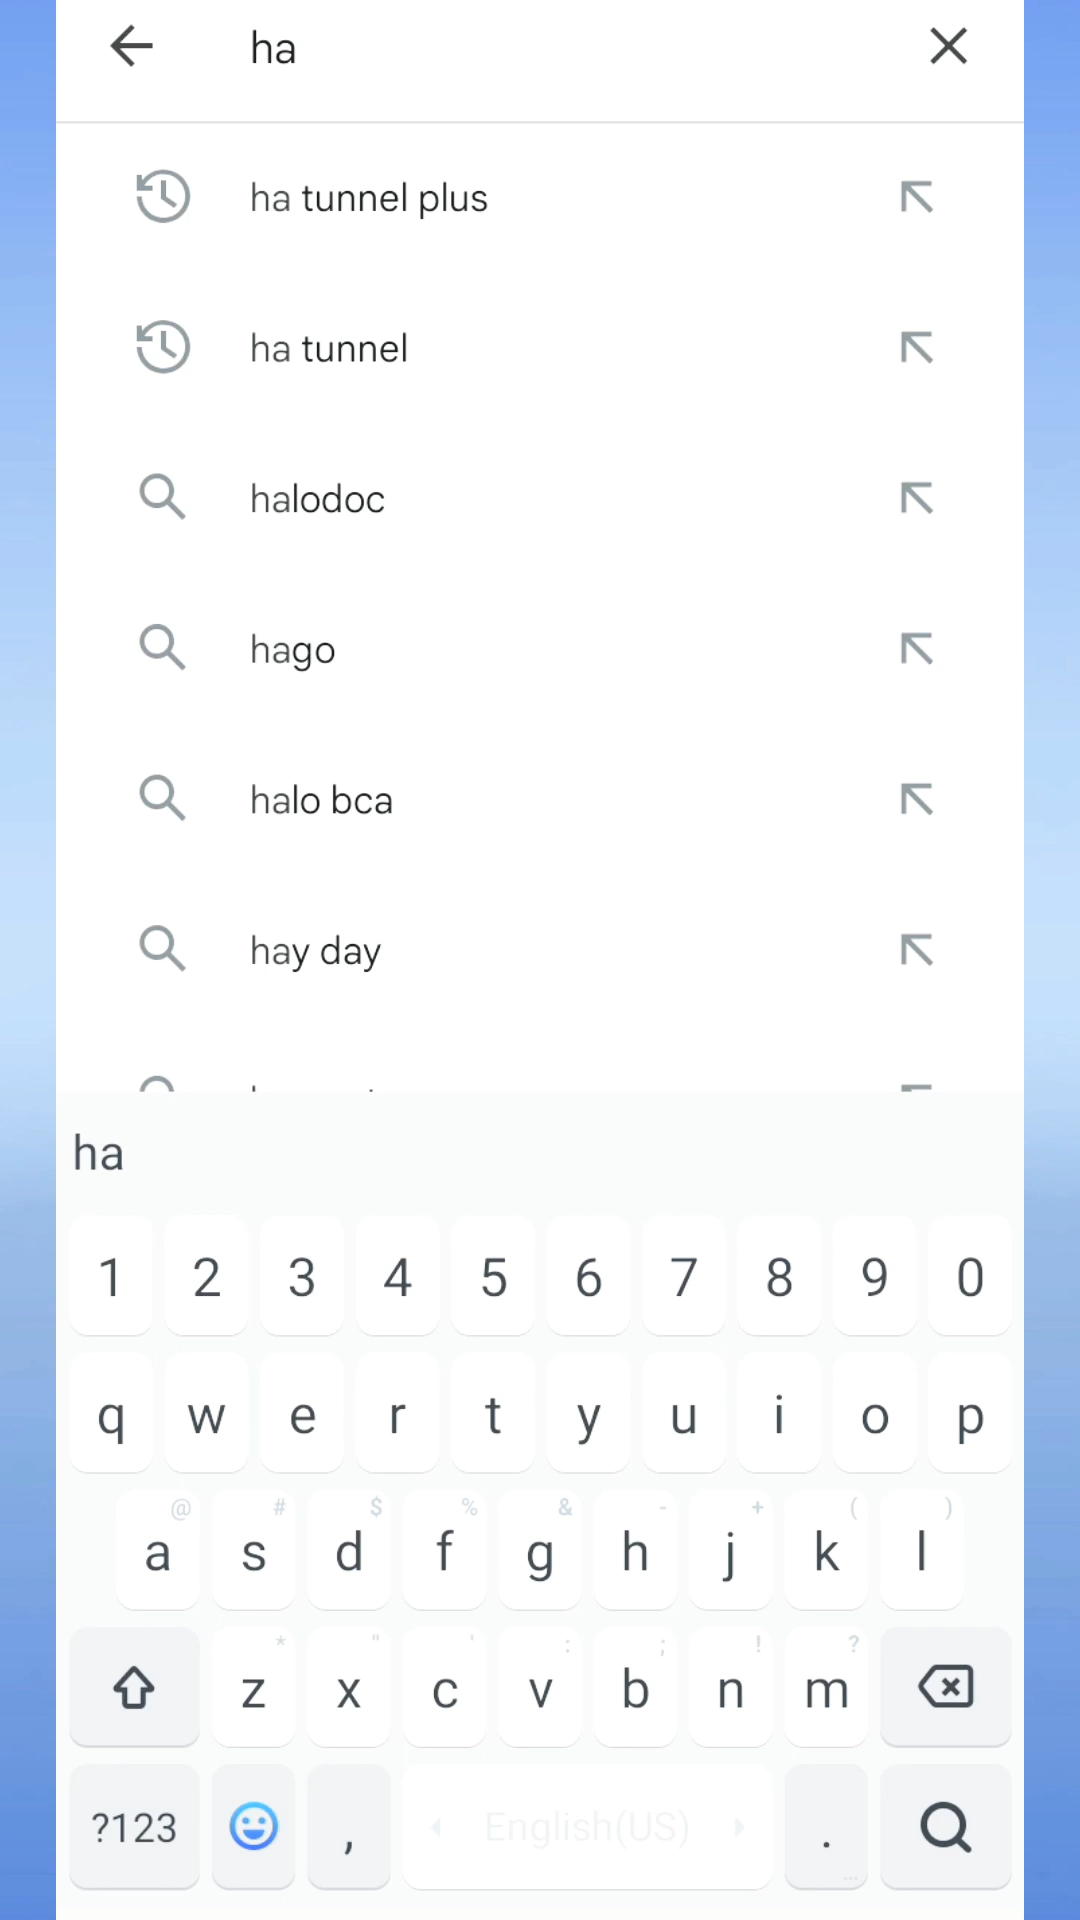 ha
ha tunnel plus
ha tunnel
halodoc
hago
halo bca
hay day
ha
1 2 3 4 5 6 7 8 9 0
q w e r t y u i o p
@ # $ % & - + ( )
a s d f g h j k l
* " ' : ; ! ?
z x c v b n m
?123 , English(US) . ...